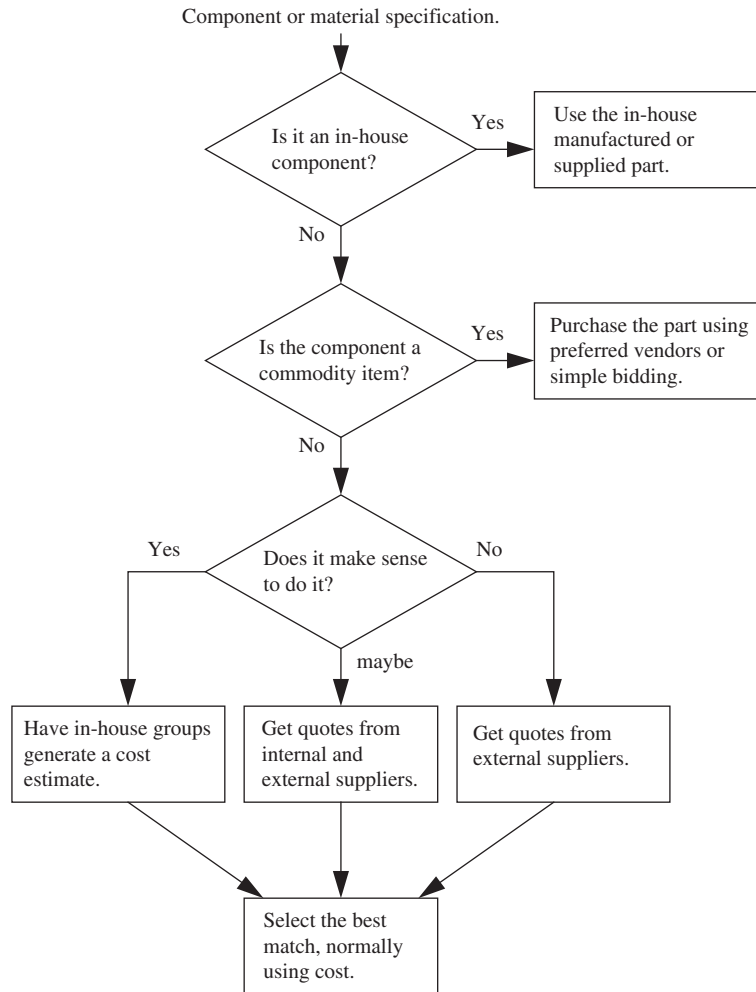 Component or material specification.
Is it an in-house
component?
Yes
Use the in-house
manufactured or
supplied part.
No
Is the component a
commodity item?
Yes
Purchase the part using
preferred vendors or
simple bidding.
No
Does it make sense
to do it?
Yes
No
maybe
Have in-house groups
generate a cost
estimate.
Get quotes from
internal and
external suppliers.
Get quotes from
external suppliers.
Select the best
match, normally
using cost.